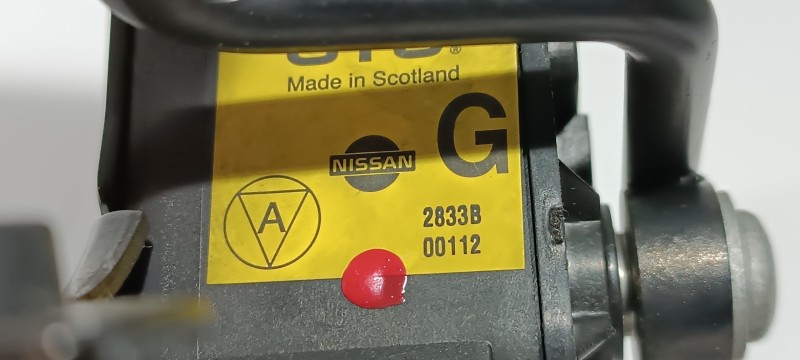 Made in Scotland
G
NISSAN
A
2833B
00112